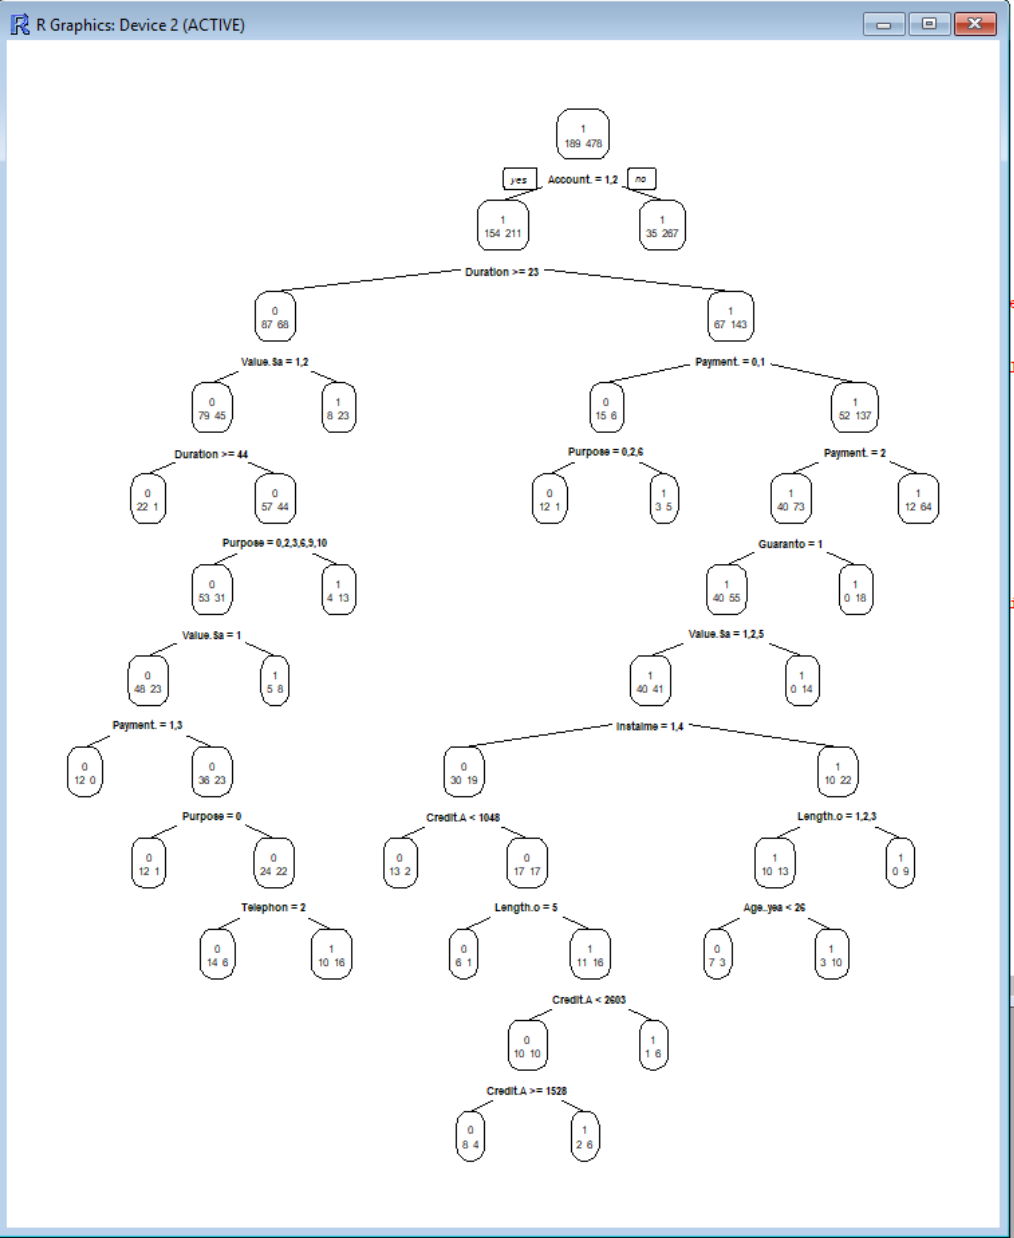 R Graphics: Device 2 (ACTIVE)
1
189 478
yes Account. = 1,2 no
1 1
154 211 35 267
Duration >= 23
0 1
87 68 67 143
Value.Sa = 1,2 Payment. = 0,1
0 1 0 1
79 45 8 23 15 6 52 137
Duration >= 44 Purpose = 0,2,6 Payment. = 2
0 0 0 1 1 1
22 1 57 44 12 1 3 5 40 73 12 64
Purpose = 0,2,3,6,9,10 Guaranto = 1
0 1 1 1
53 31 4 13 40 55 0 18
Value.Sa = 1 Value.Sa = 1,2,5
0 1 1 1
48 23 5 8 40 41 0 14
Payment. = 1,3 Instalme = 1,4
0 0 0 1
12 0 36 23 30 19 10 22
Purpose = 0 Credit.A < 1048 Length.o = 1,2,3
0 0 0 0 1 1
12 1 24 22 13 2 17 17 10 13 0 9
Telephon = 2 Length.o = 5 Age..yea < 26
0 1 0 1 0 1
14 6 10 16 6 1 11 16 7 3 3 10
Credit.A < 2603
0 1
10 10 1 6
Credit.A >= 1528
0 1
8 4 2 6